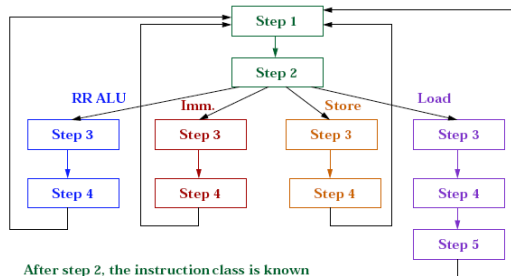 Step 1
Step 2
RR ALU
Imm.
Store
Load
Step 3
Step 3
Step 3
Step 3
Step 4
Step 4
Step 4
Step 4
Step 5
After step 2, the instruction class is known